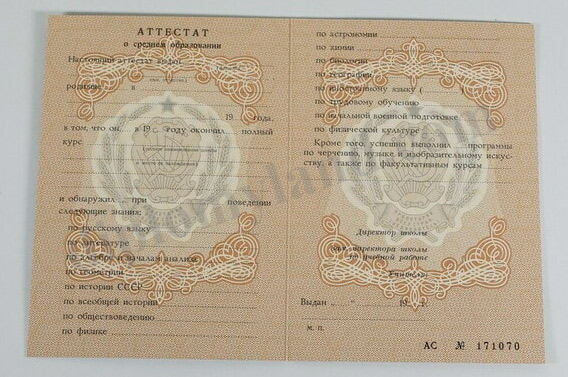 АТТЕСТАТ
о среднем образовании
Настоящий аттестат выдан
родивш в
19 года,
в том, что он в 19 году окончил полный
курс
и обнаружил при поведении
следующие знания:
по русскому языку
по литературе
по алгебре и началам анализа
по геометрии
по истории СССР
по всеобщей истории
по обществоведению
по физике
по астрономии
по химии
по биологии
по географии
по иностранному языку (
по трудовому обучению
по начальной военной подготовке
по физической культуре
Кроме того, успешно выполнил программы
по черчению, музыке и изобразительному искус-
ству, а также по факультативным курсам
Директор школы
Зам. директора школы
по учебной работе
Учителя:
Выдан „ “ 19 г.
м. п.
АС № 171070